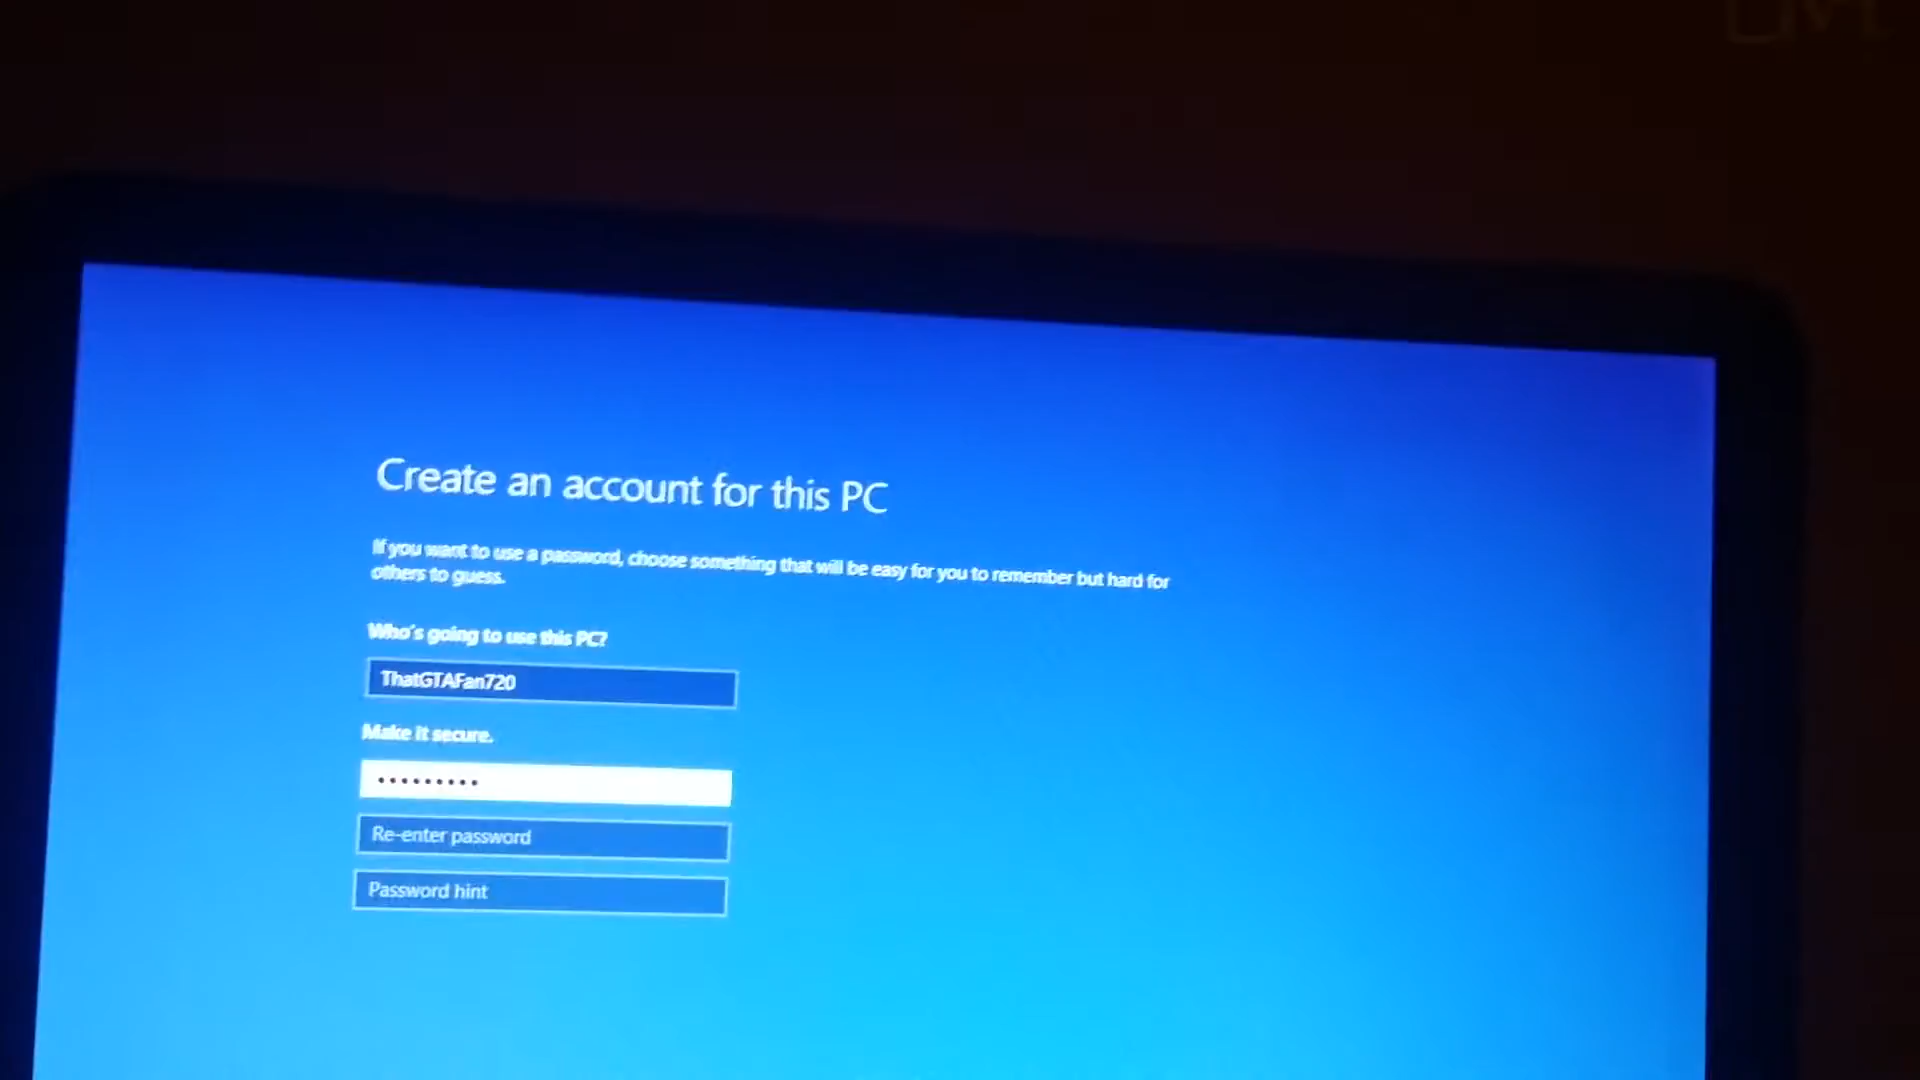 Create an account for this PC
If you want to use a password, choose something that will be easy for you to remember but hard for
others to guess.
Who's going to use this PC?
ThatGTAFan720
Make it secure.
•••••••••
Re-enter password
Password hint